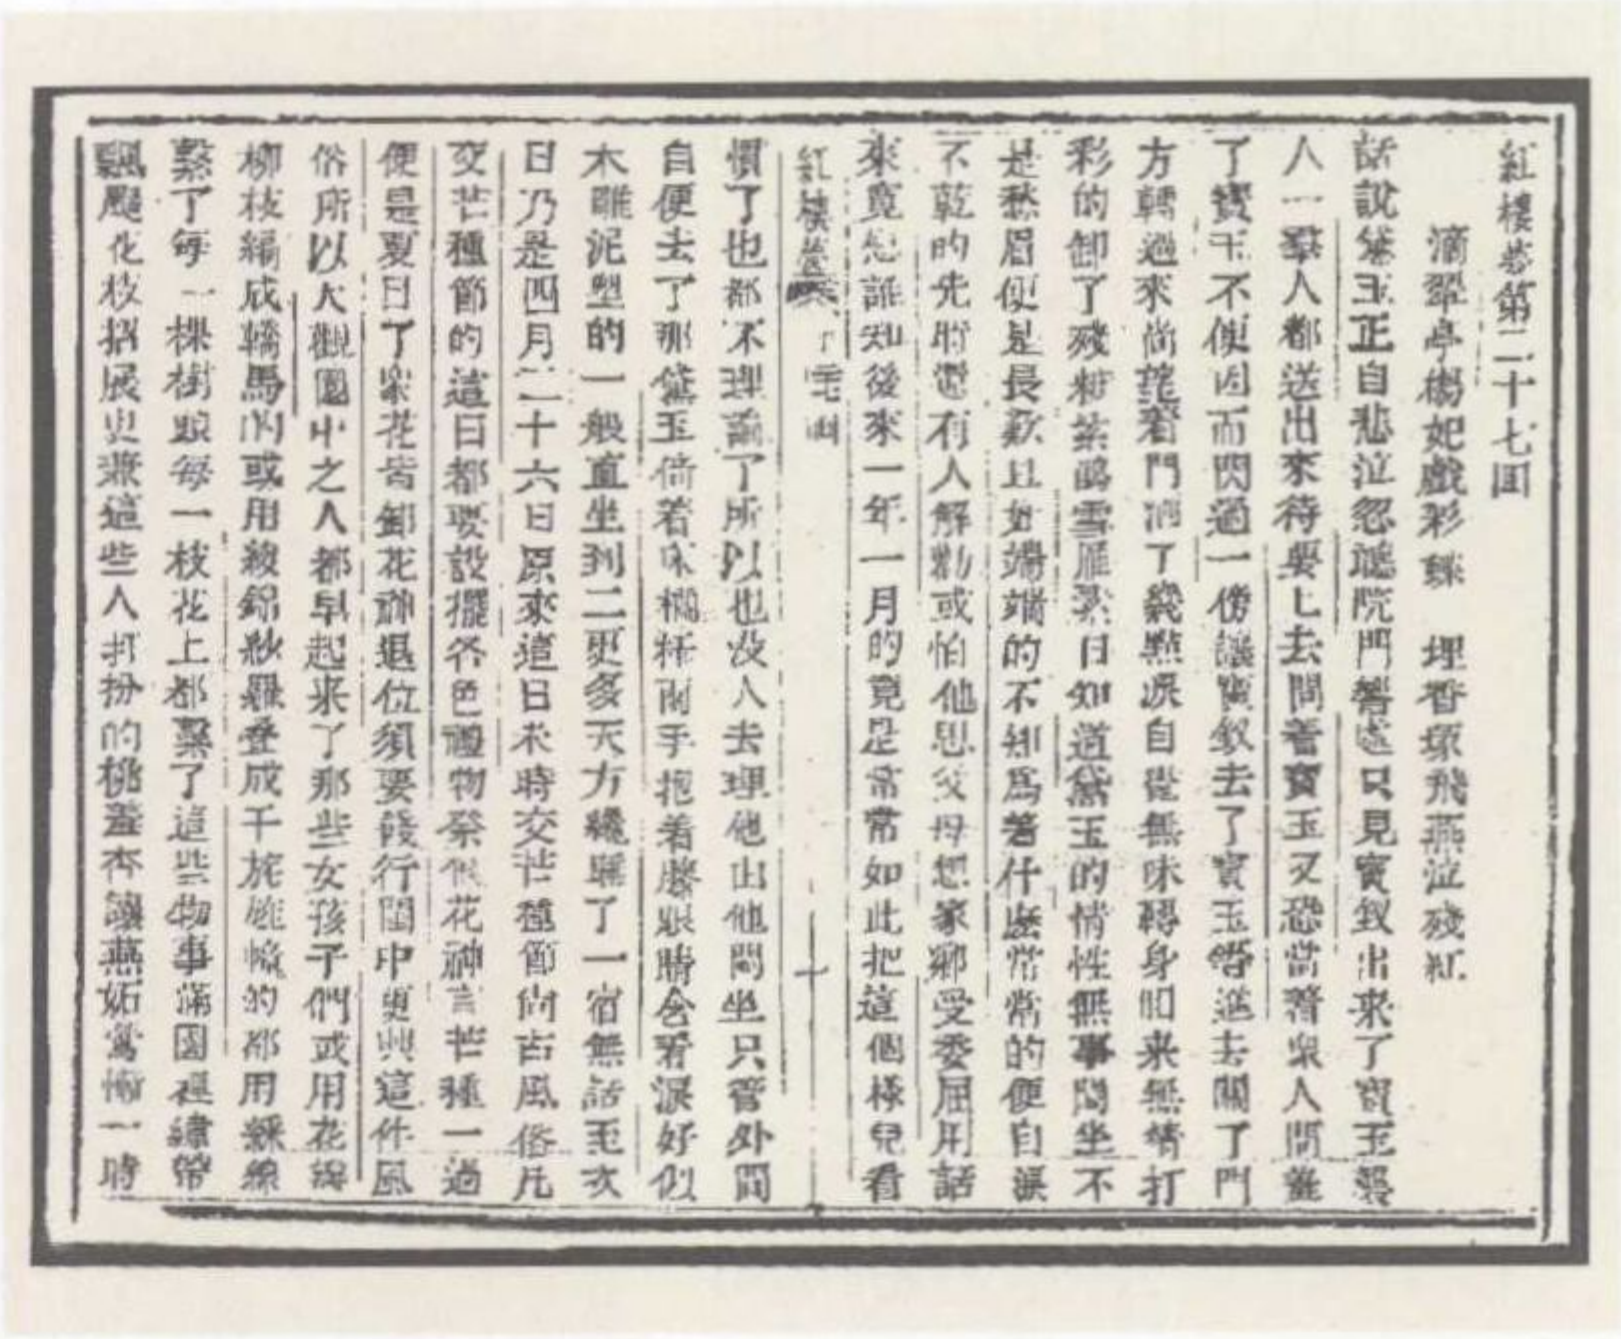 紅樓夢第二十七回
滴翠亭楊妃戲彩蝶　埋香塚飛燕泣殘紅
話說黛玉正自悲泣忽聽院門響處只見寶釵出來了寶玉襲
人一羣人都送出來待要上去問着寶玉又恐當着衆人問羞
了寶玉不便因而閃過一傍讓寶釵去了寶玉等進去關了門
方轉過來尚望着門洒了幾點淚自覺無味轉身回來無精打
彩的卸了殘粧紫鵑雪雁素日知道黛玉的情性無事悶坐不
是愁眉便是長歎且好端端的不知爲着什麽常常的便自淚
不乾的先時還有人解勸或怕他思父母想家鄉受委屈用話
來寬慰誰知後來一年一月的竟是常常如此把這個樣兒看
紅樓夢　第二十七回　一
慣了也都不理論了所以也没人去理他由他悶坐只管外間
自便去了那黛玉倚着床欄杆兩手抱着膝眼睛含着淚好似
木雕泥塑的一般直坐到二更多天方纔睡了一宿無話至次
日乃是四月二十六日原來這日未時交芒種節尚古風俗凡
交芒種節的這日都要設擺各色禮物祭餞花神言芒種一過
便是夏日了衆花皆卸花神退位須要餞行閨中更興這件風
俗所以大觀園中之人都早起来了那些女孩子們或用花瓣
柳枝編成轎馬的或用綾錦紗羅叠成千旄旌幢的都用綵線
繫了每一棵樹頭每一枝花上都繫了這些物事滿園裡繡帶
飄颻花枝招展更兼這些人打扮的桃羞杏讓燕妬鶯慚一時